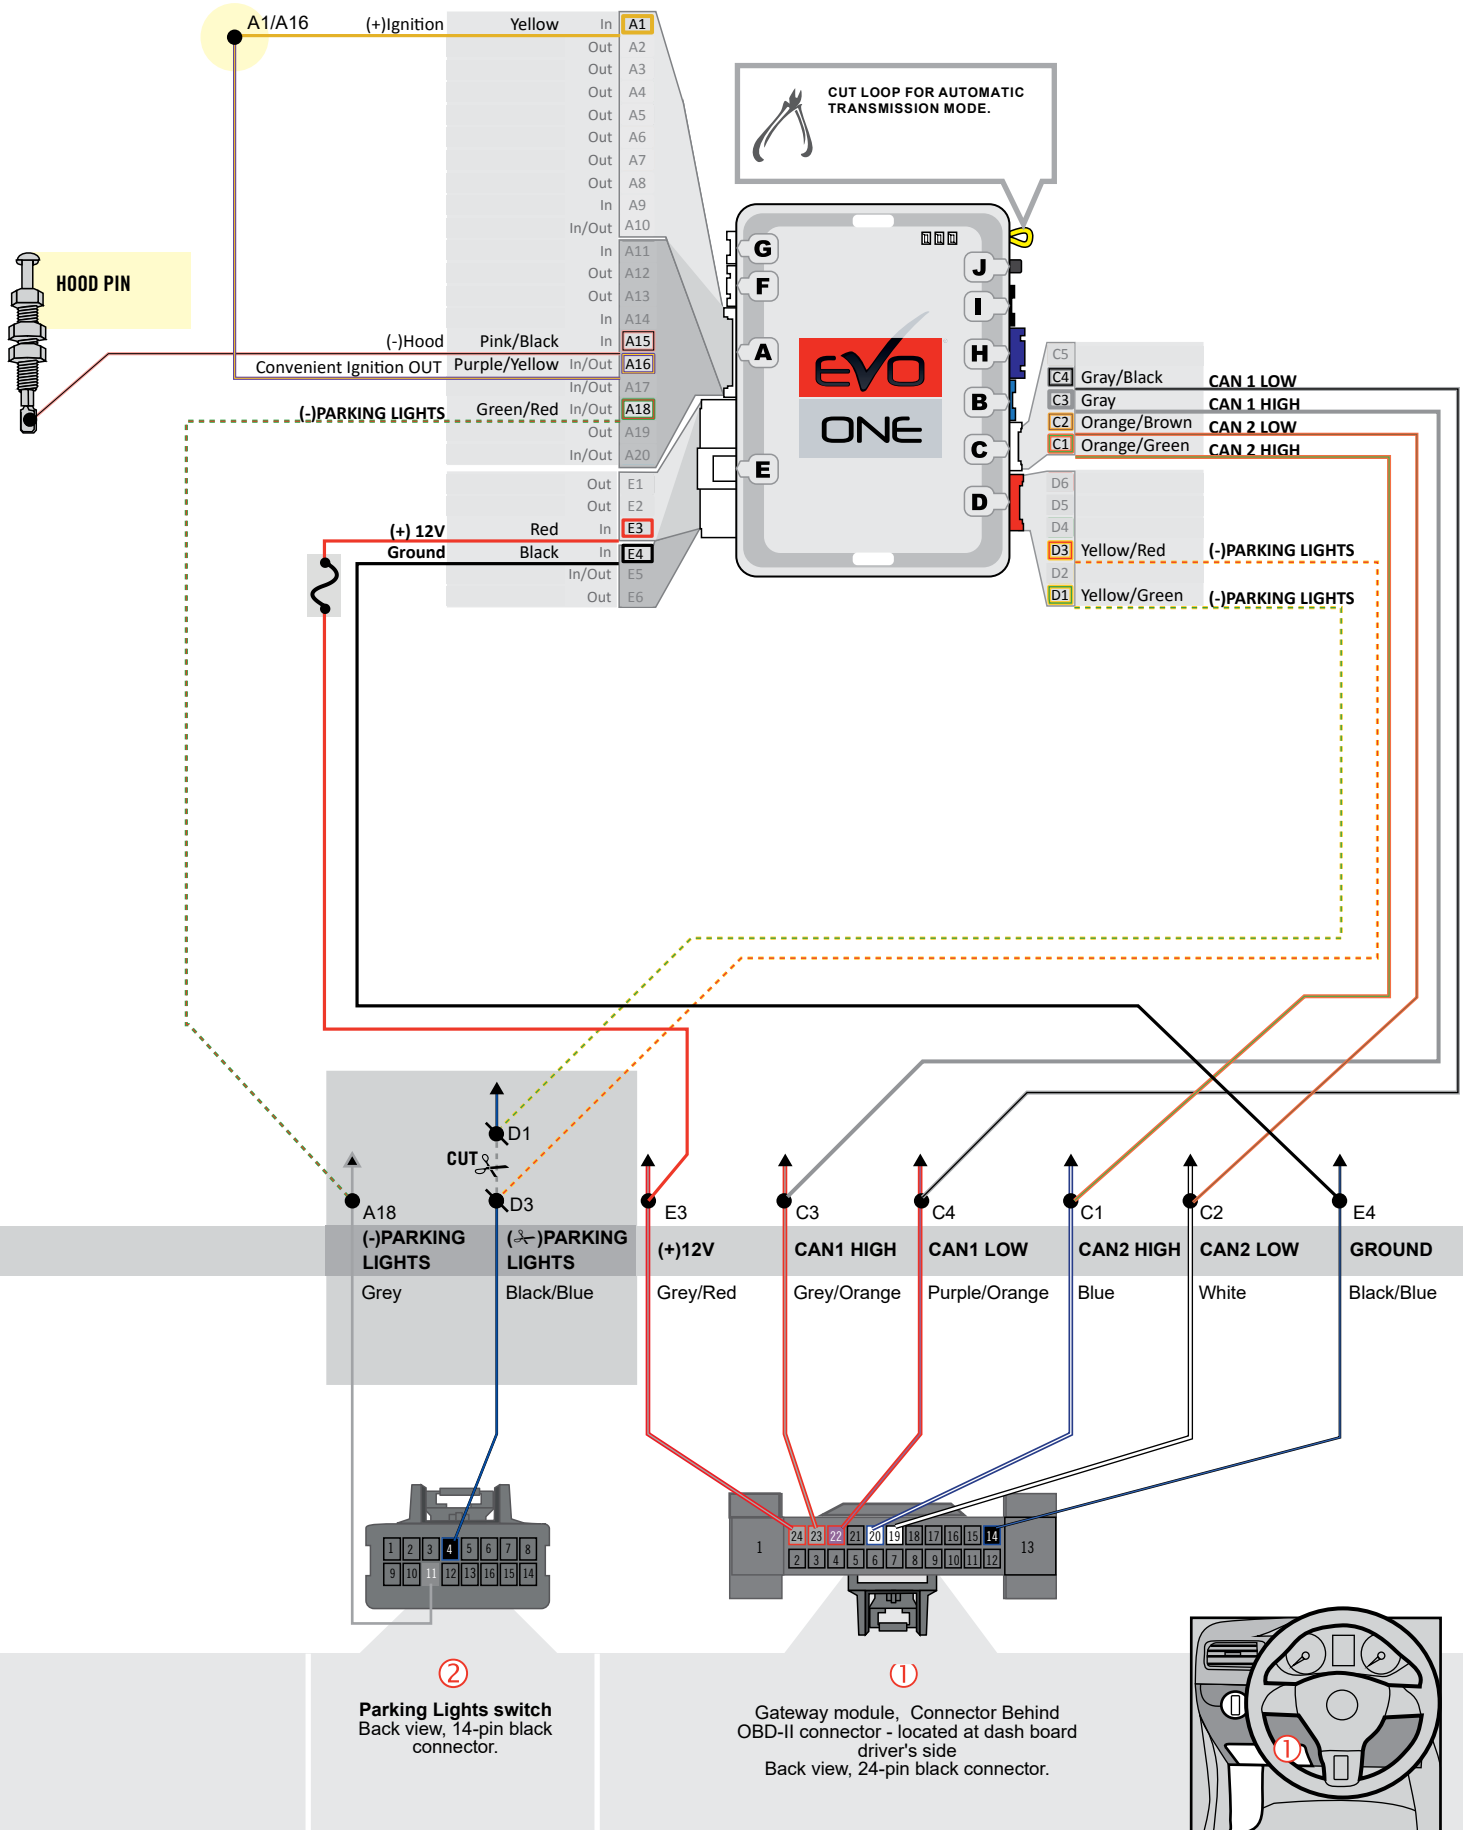 A1/A16 (+)Ignition Yellow In A1
Out A2
Out A3
Out A4
Out A5
Out A6
Out A7
Out A8
In A9
In/Out A10
In A11
Out A12
Out A13
In A14
(-)Hood Pink/Black In A15
Convenient Ignition OUT Purple/Yellow In/Out A16
In/Out A17
(-)PARKING LIGHTS Green/Red In/Out A18
Out A19
In/Out A20
Out E1
Out E2
(+) 12V Red In E3
Ground Black In E4
In/Out E5
Out E6
HOOD PIN
CUT LOOP FOR AUTOMATIC
TRANSMISSION MODE.
G
F
A
E
J
I
H
B
C
D
EVO
ONE
C5
C4 Gray/Black CAN 1 LOW
C3 Gray CAN 1 HIGH
C2 Orange/Brown CAN 2 LOW
C1 Orange/Green CAN 2 HIGH
D6
D5
D4
D3 Yellow/Red (-)PARKING LIGHTS
D2
D1 Yellow/Green (-)PARKING LIGHTS
D1
CUT
D3
A18
E3
C3
C4
C1
C2
E4
(-)PARKING
LIGHTS
( )PARKING
LIGHTS
(+)12V
CAN1 HIGH
CAN1 LOW
CAN2 HIGH
CAN2 LOW
GROUND
Grey
Black/Blue
Grey/Red
Grey/Orange
Purple/Orange
Blue
White
Black/Blue
1 2 3 4 5 6 7 8
9 10 11 12 13 16 15 14
1
24 23 22 21 20 19 18 17 16 15 14
2 3 4 5 6 7 8 9 10 11 12
13
2
Parking Lights switch
Back view, 14-pin black
connector.
1
Gateway module, Connector Behind
OBD-II connector - located at dash board
driver's side
Back view, 24-pin black connector.
1